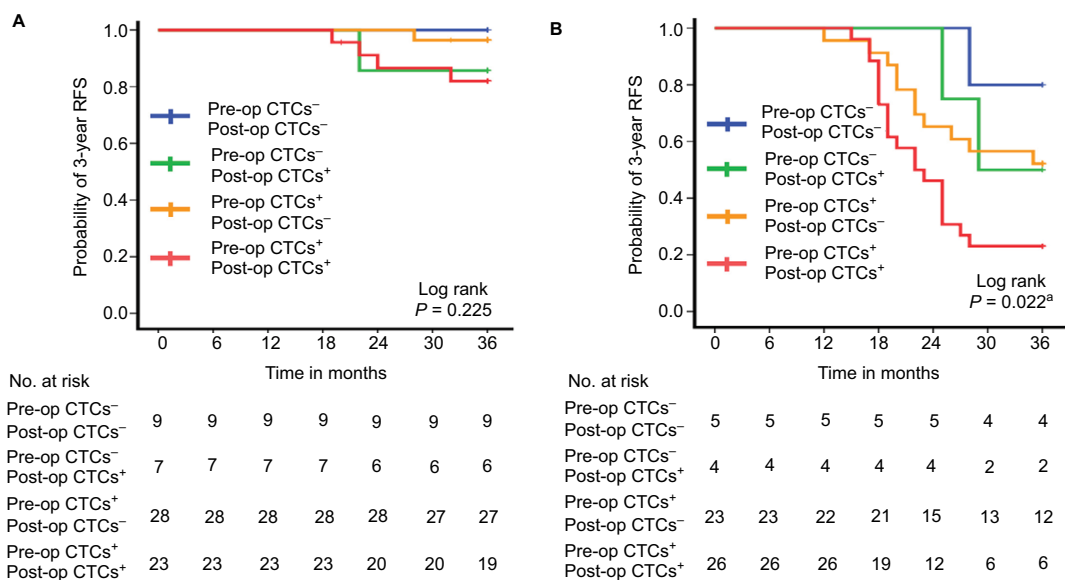 A
Probability of 3-year RFS
1.0
0.8
0.6
0.4
0.2
0.0
Pre-op CTCs⁻
Post-op CTCs⁻
Pre-op CTCs⁻
Post-op CTCs⁺
Pre-op CTCs⁺
Post-op CTCs⁻
Pre-op CTCs⁺
Post-op CTCs⁺
Log rank
P = 0.225
0 6 12 18 24 30 36
Time in months
No. at risk
Pre-op CTCs⁻
Post-op CTCs⁻ 9 9 9 9 9 9 9
Pre-op CTCs⁻
Post-op CTCs⁺ 7 7 7 7 6 6 6
Pre-op CTCs⁺
Post-op CTCs⁻ 28 28 28 28 28 27 27
Pre-op CTCs⁺
Post-op CTCs⁺ 23 23 23 23 20 20 19
B
Probability of 3-year RFS
1.0
0.8
0.6
0.4
0.2
0.0
Pre-op CTCs⁻
Post-op CTCs⁻
Pre-op CTCs⁻
Post-op CTCs⁺
Pre-op CTCs⁺
Post-op CTCs⁻
Pre-op CTCs⁺
Post-op CTCs⁺
Log rank
P = 0.022ᵃ
0 6 12 18 24 30 36
Time in months
No. at risk
Pre-op CTCs⁻
Post-op CTCs⁻ 5 5 5 5 5 4 4
Pre-op CTCs⁻
Post-op CTCs⁺ 4 4 4 4 4 2 2
Pre-op CTCs⁺
Post-op CTCs⁻ 23 23 22 21 15 13 12
Pre-op CTCs⁺
Post-op CTCs⁺ 26 26 26 19 12 6 6